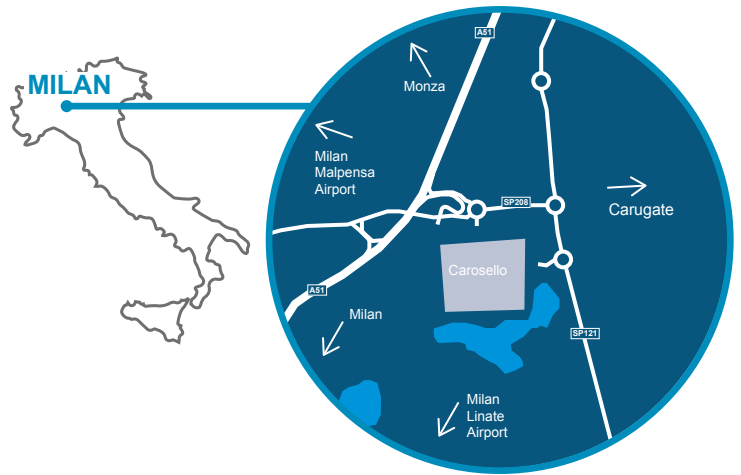 MILAN
A51
Monza
Milan
Malpensa
Airport
SP208
Carugate
Carosello
A51
Milan
SP121
Milan
Linate
Airport